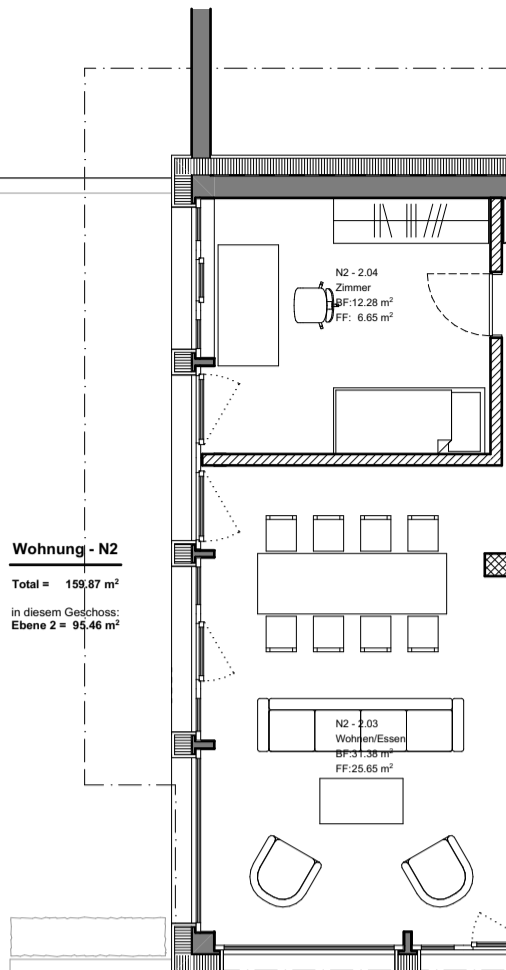 N2 - 2.04
Zimmer
BF:12.28 m²
FF: 6.65 m²
Wohnung - N2
Total = 159.87 m²
in diesem Geschoss:
Ebene 2 = 95.46 m²
N2 - 2.03
Wohnen/Essen
BF:31.38 m²
FF:25.65 m²